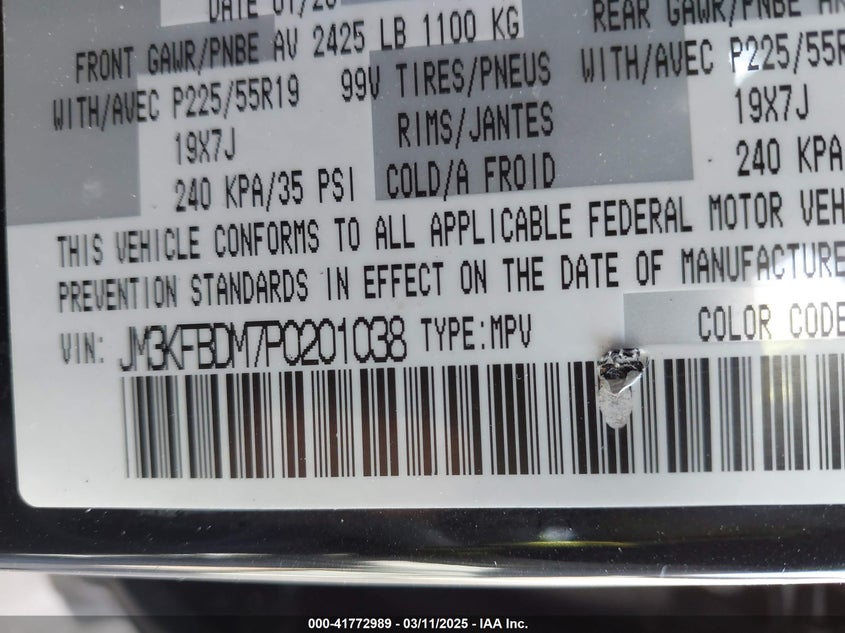 DATE 01/23
FRONT GAWR/PNBE AV 2425 LB 1100 KG
REAR GAWR/PNBE
WITH/AVEC P225/55R19 99V TIRES/PNEUS WITH/AVEC P225/55R
19X7J RIMS/JANTES 19X7J
240 KPA/35 PSI COLD/A FROID 240 KPA
THIS VEHICLE CONFORMS TO ALL APPLICABLE FEDERAL MOTOR VEH
PREVENTION STANDARDS IN EFFECT ON THE DATE OF MANUFACTURE
VIN: JM3KFBDM7P0201038 TYPE:MPV COLOR CODE
000-41772989 - 03/11/2025 - IAA Inc.